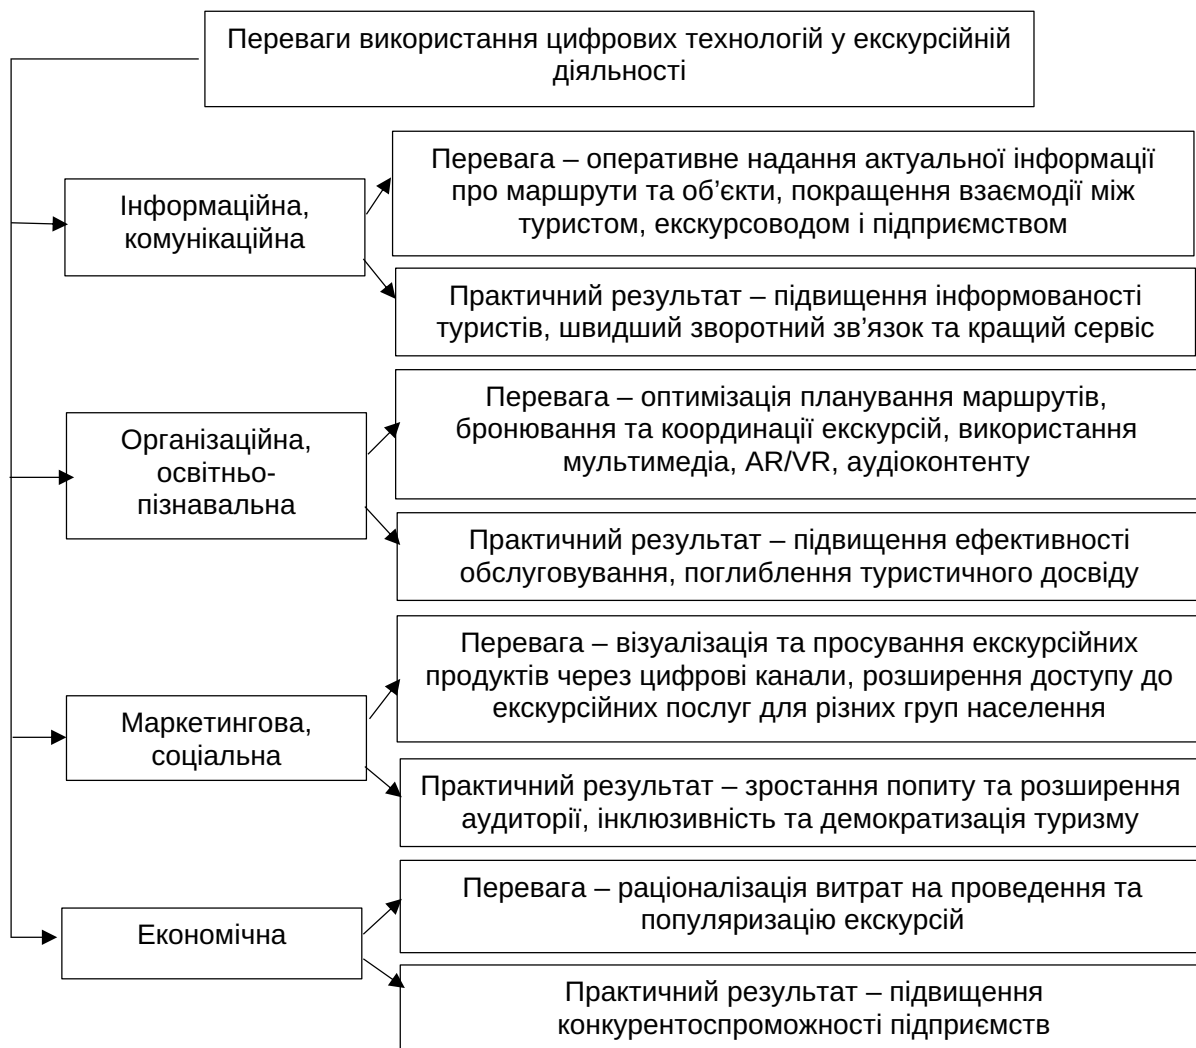 Переваги використання цифрових технологій у екскурсійній
діяльності
Інформаційна,
комунікаційна
Перевага – оперативне надання актуальної інформації
про маршрути та об’єкти, покращення взаємодії між
туристом, екскурсоводом і підприємством
Практичний результат – підвищення інформованості
туристів, швидший зворотний зв’язок та кращий сервіс
Організаційна,
освітньо-
пізнавальна
Перевага – оптимізація планування маршрутів,
бронювання та координації екскурсій, використання
мультимедіа, AR/VR, аудіоконтенту
Практичний результат – підвищення ефективності
обслуговування, поглиблення туристичного досвіду
Маркетингова,
соціальна
Перевага – візуалізація та просування екскурсійних
продуктів через цифрові канали, розширення доступу до
екскурсійних послуг для різних груп населення
Практичний результат – зростання попиту та розширення
аудиторії, інклюзивність та демократизація туризму
Економічна
Перевага – раціоналізація витрат на проведення та
популяризацію екскурсій
Практичний результат – підвищення
конкурентоспроможності підприємств